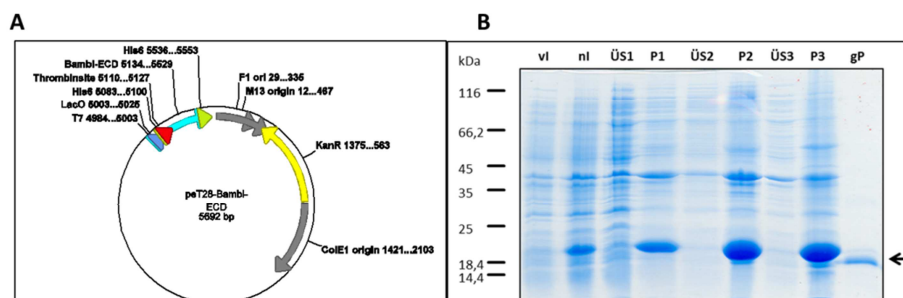 A
His6 5536...5553
Bambi-ECD 5134...5529
Thrombinsite 5110...5127
His6 5083...5100
LacO 5003...5025
T7 4984...5003
F1 ori 29...335
M13 origin 12...467
KanR 1375...563
peT28-Bambi-
ECD
5692 bp
ColE1 origin 1421...2103
B
vI nI ÜS1 P1 ÜS2 P2 ÜS3 P3 gP
kDa
116
66,2
45
35
25
18,4
14,4